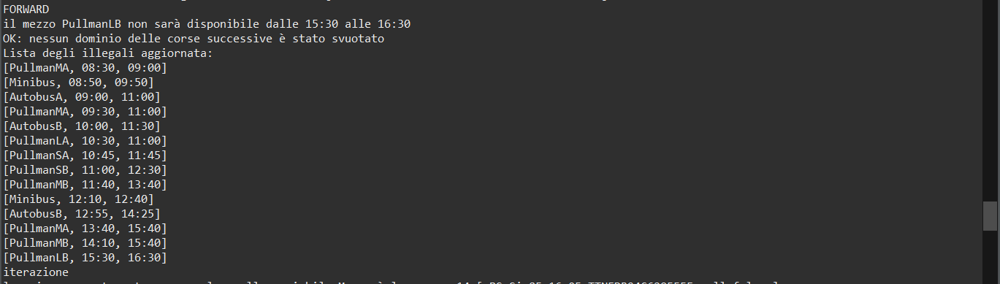 FORWARD
il mezzo PullmanLB non sarà disponibile dalle 15:30 alle 16:30
OK: nessun dominio delle corse successive è stato svuotato
Lista degli illegali aggiornata:
[PullmanMA, 08:30, 09:00]
[Minibus, 08:50, 09:50]
[AutobusA, 09:00, 11:00]
[PullmanMA, 09:30, 11:00]
[AutobusB, 10:00, 11:30]
[PullmanLA, 10:30, 11:00]
[PullmanSA, 10:45, 11:45]
[PullmanSB, 11:00, 12:30]
[PullmanMB, 11:40, 13:40]
[Minibus, 12:10, 12:40]
[AutobusB, 12:55, 14:25]
[PullmanMA, 13:40, 15:40]
[PullmanMB, 14:10, 15:40]
[PullmanLB, 15:30, 16:30]
iterazione